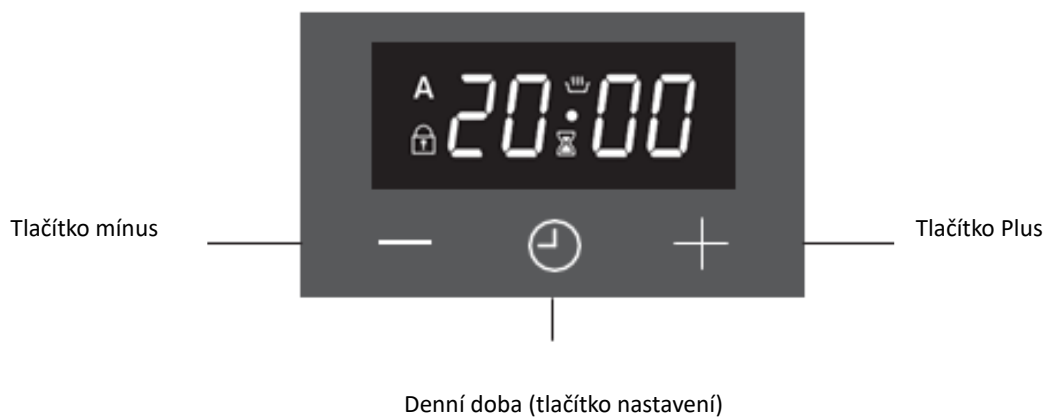 A
20:00
Tlačítko mínus
Tlačítko Plus
Denní doba (tlačítko nastavení)